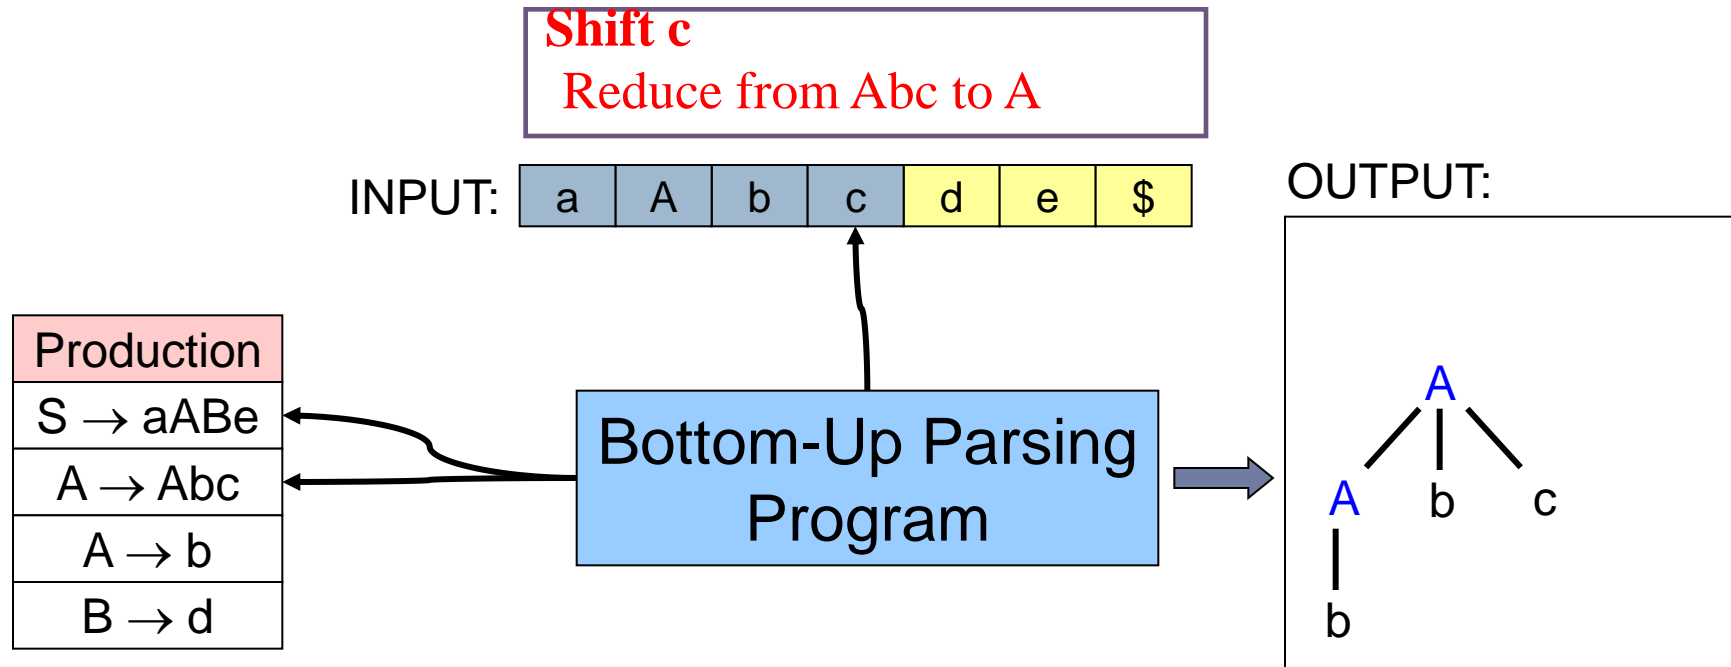 Shift c
Reduce from Abc to A
INPUT: a A b c d e $
OUTPUT:
Production
S → aABe
A → Abc
A → b
B → d
Bottom-Up Parsing
Program
A
A b c
b